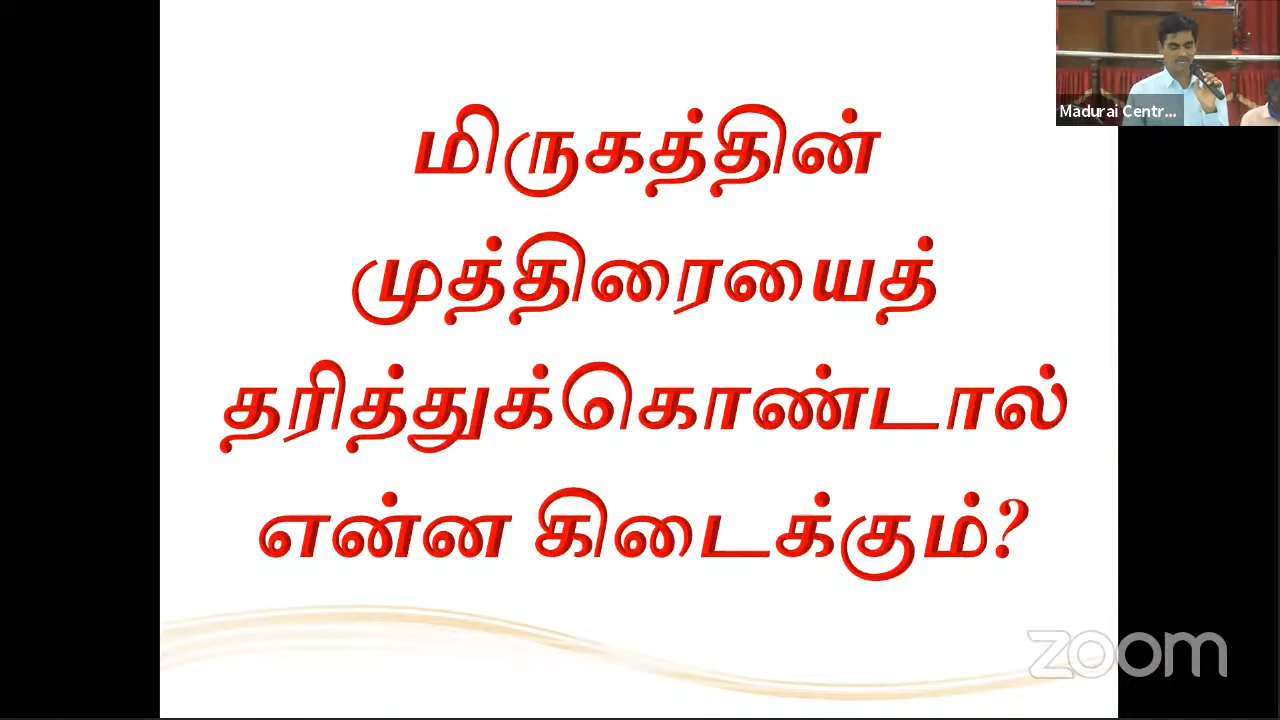 மிருகத்தின்
முத்திரையைத்
தரித்துக்கொண்டால்
என்ன கிடைக்கும்?
Madurai Centr...
zoom